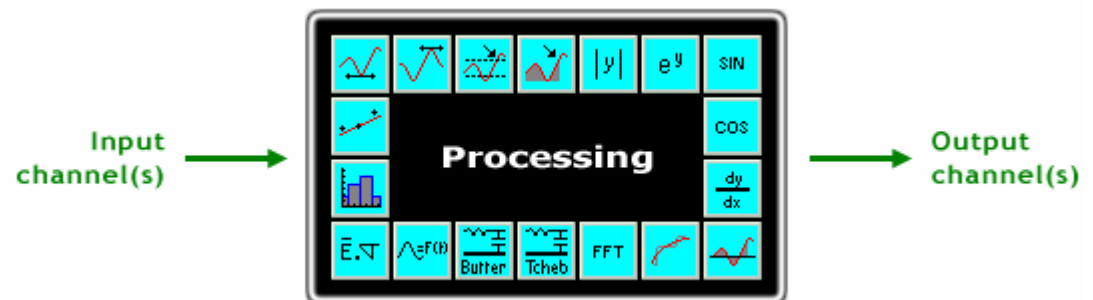 |y|
e^y
SIN
Input
channel(s)
Processing
COS
dy
dx
Output
channel(s)
Butter
Tcheb
FFT
=F(t)